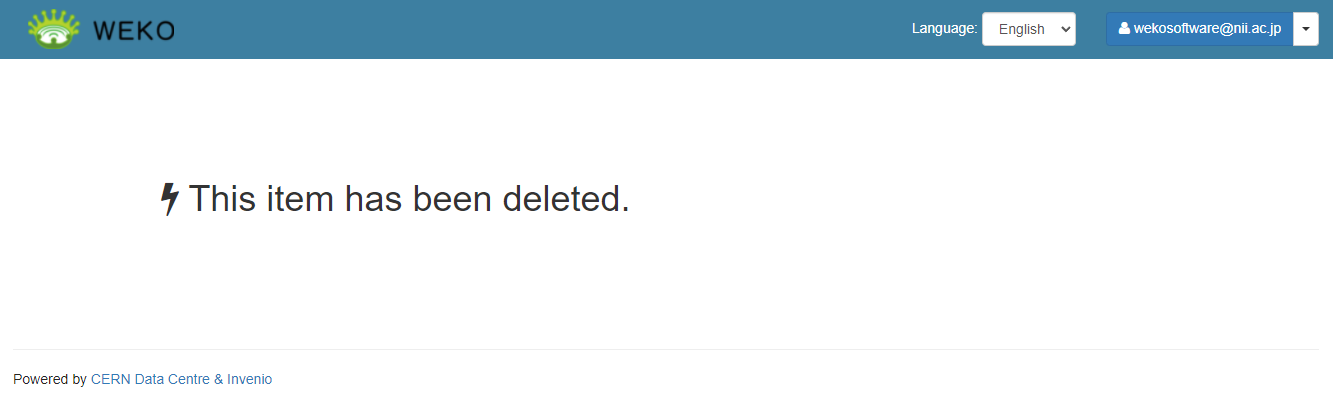 WEKO
Language: English wekosoftware@nii.ac.jp
This item has been deleted.
Powered by CERN Data Centre & Invenio